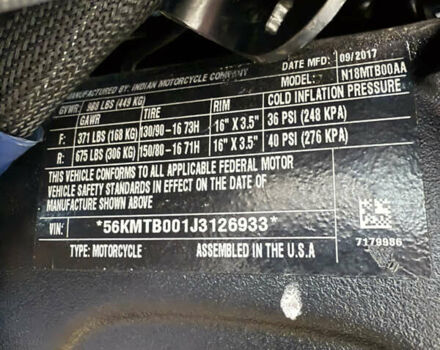 MANUFACTURED BY: INDIAN MOTORCYCLE COMPANY
DATE MFD: 09/2017
GVWR: 988 LBS (449 KG)
MODEL: N18MTB00AA
GAWR TIRE RIM COLD INFLATION PRESSURE
F: 371 LBS (168 KG) 130/90-16 73H 16" X 3.5" 36 PSI (248 KPA)
R: 675 LBS (306 KG) 150/80-16 71H 16" X 3.5" 40 PSI (276 KPA)
THIS VEHICLE CONFORMS TO ALL APPLICABLE FEDERAL MOTOR
VEHICLE SAFETY STANDARDS IN EFFECT ON THE DATE OF
MANUFACTURE SHOWN ABOVE.
VIN: *56KMTB001J3126933*
7179986
TYPE: MOTORCYCLE ASSEMBLED IN U.S.A